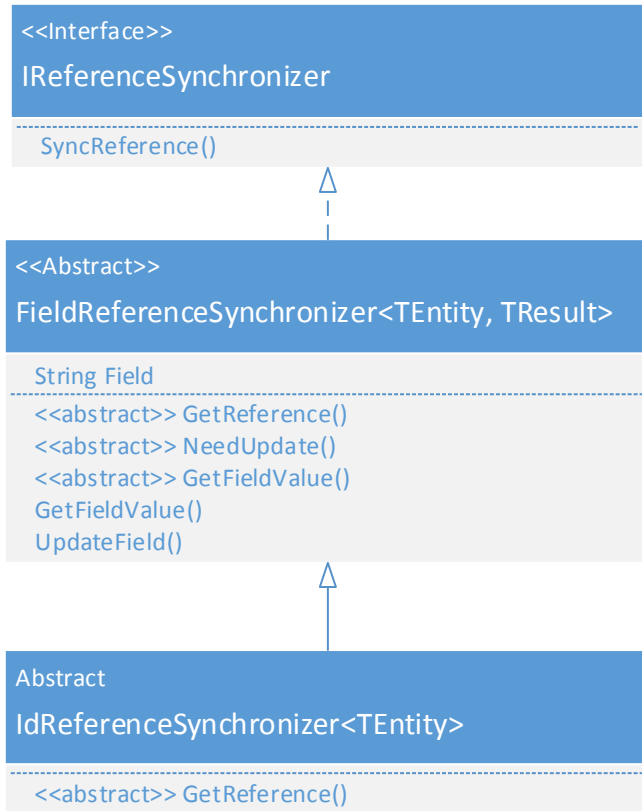 <<Interface>>
IReferenceSynchronizer
SyncReference()
<<Abstract>>
FieldReferenceSynchronizer<TEntity, TResult>
String Field
<<abstract>> GetReference()
<<abstract>> NeedUpdate()
<<abstract>> GetFieldValue()
GetFieldValue()
UpdateField()
Abstract
IdReferenceSynchronizer<TEntity>
<<abstract>> GetReference()